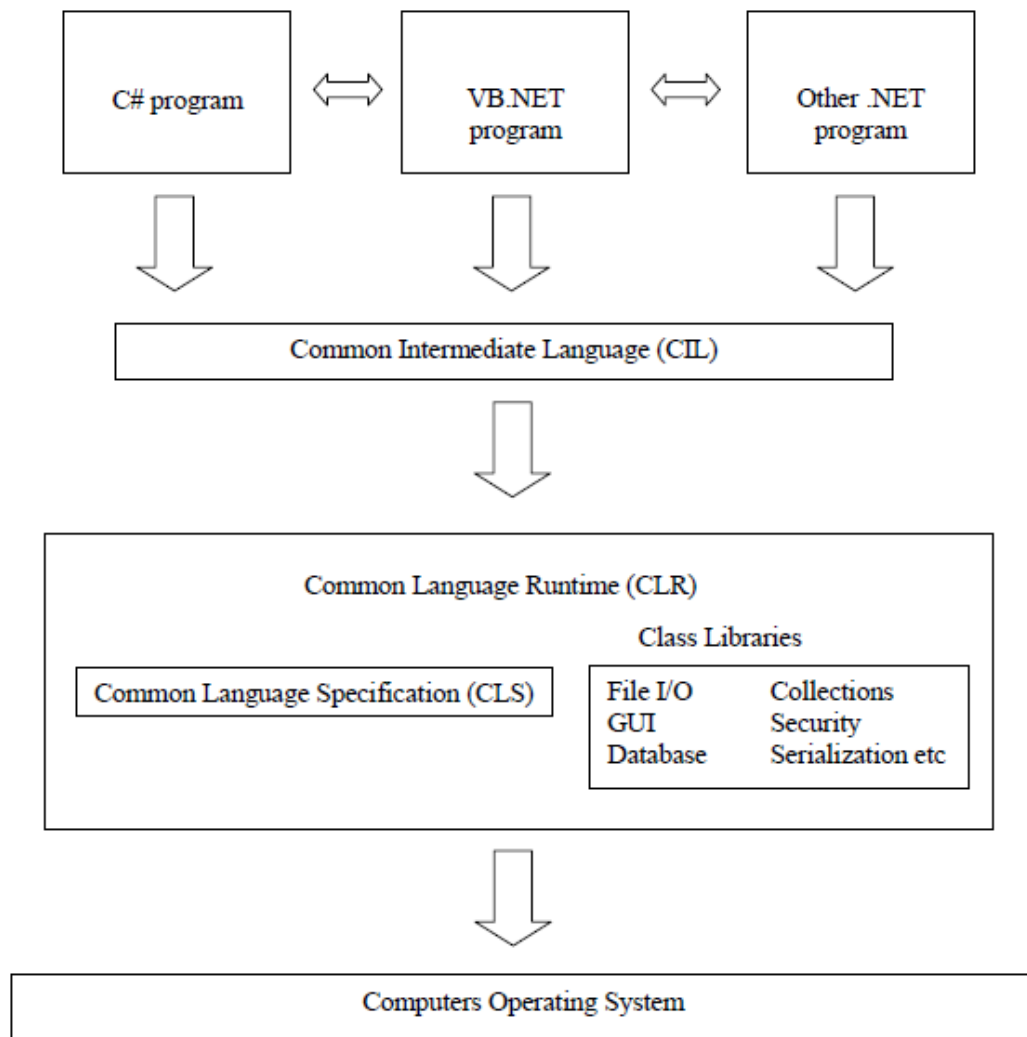 C# program
VB.NET
program
Other .NET
program
Common Intermediate Language (CIL)
Common Language Runtime (CLR)
Class Libraries
Common Language Specification (CLS)
File I/O Collections
GUI Security
Database Serialization etc
Computers Operating System